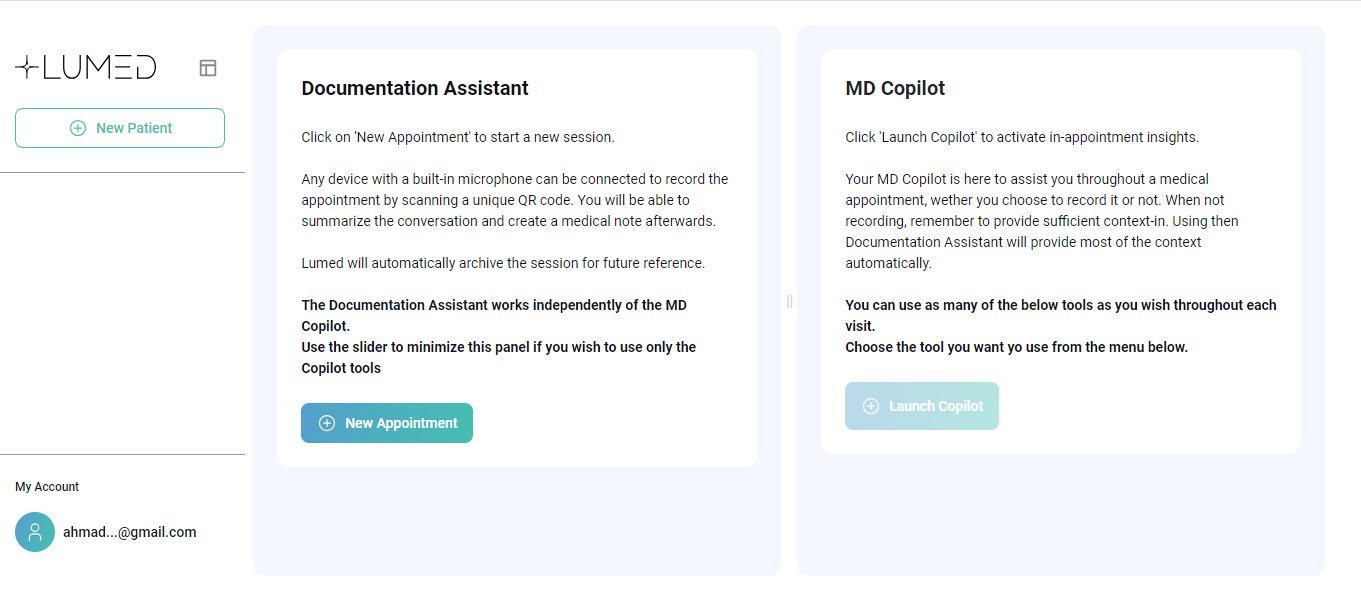 LUMED
New Patient
My Account
ahmad...@gmail.com
Documentation Assistant
Click on 'New Appointment' to start a new session.
Any device with a built-in microphone can be connected to record the
appointment by scanning a unique QR code. You will be able to
summarize the conversation and create a medical note afterwards.
Lumed will automatically archive the session for future reference.
The Documentation Assistant works independently of the MD
Copilot.
Use the slider to minimize this panel if you wish to use only the
Copilot tools
New Appointment
MD Copilot
Click 'Launch Copilot' to activate in-appointment insights.
Your MD Copilot is here to assist you throughout a medical
appointment, wether you choose to record it or not. When not
recording, remember to provide sufficient context-in. Using then
Documentation Assistant will provide most of the context
automatically.
You can use as many of the below tools as you wish throughout each
visit.
Choose the tool you want yo use from the menu below.
Launch Copilot